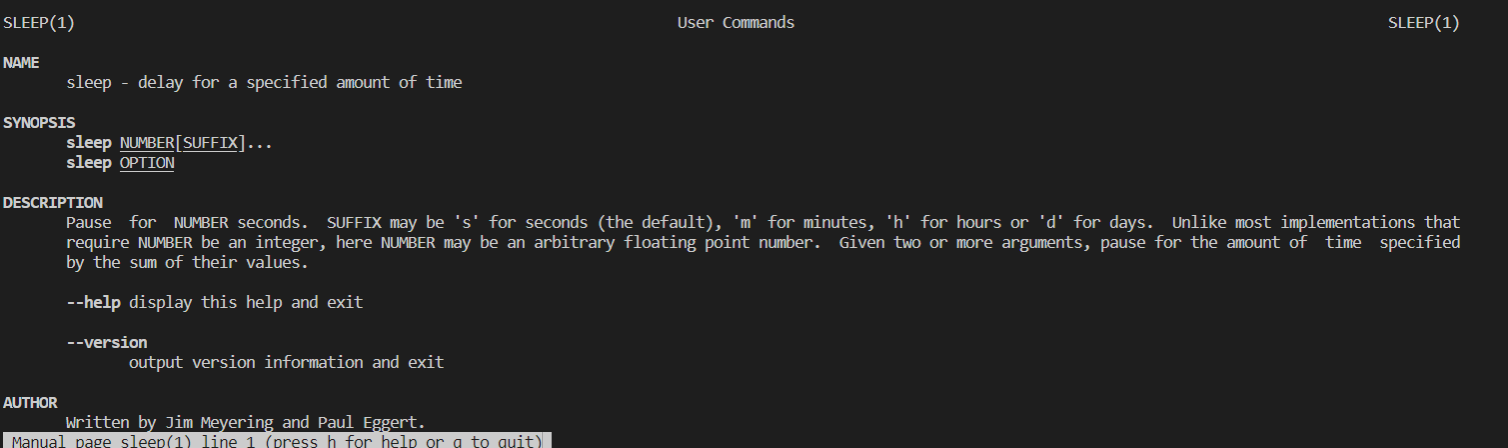 SLEEP(1) User Commands SLEEP(1)
NAME
sleep - delay for a specified amount of time
SYNOPSIS
sleep NUMBER[SUFFIX]...
sleep OPTION
DESCRIPTION
Pause for NUMBER seconds. SUFFIX may be 's' for seconds (the default), 'm' for minutes, 'h' for hours or 'd' for days. Unlike most implementations that
require NUMBER be an integer, here NUMBER may be an arbitrary floating point number. Given two or more arguments, pause for the amount of time specified
by the sum of their values.
--help display this help and exit
--version
output version information and exit
AUTHOR
Written by Jim Meyering and Paul Eggert.
Manual page sleep(1) line 1 (press h for help or q to quit)